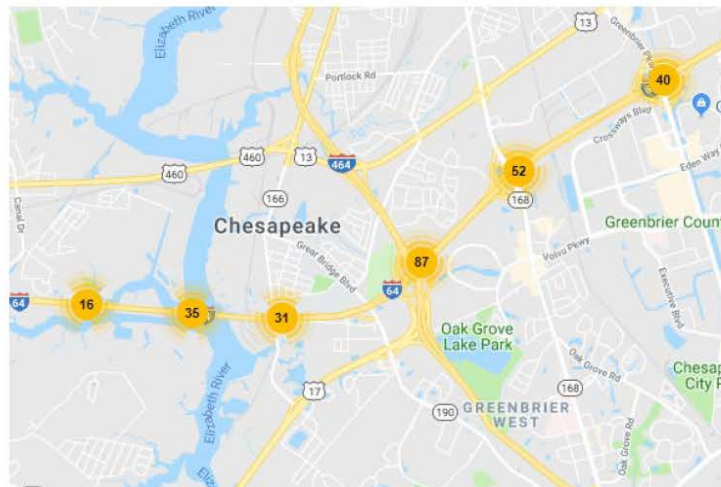 Elizabeth River
13
Greenbrier Pkwy
40
Portlock Rd
Crossways Blvd
460
13
464
Eden Way
460
52
166
168
Canal Dr
Chesapeake
Greenbrier County
Volvo Pkwy
Great Bridge Blvd
87
64
64
16
35
31
Executive Blvd
Elizabeth River
Oak Grove
Lake Park
Oak Grove Rd
17
168
Chesap
City P
190
GREENBRIER
WEST
Oak Grove Rd
Elizabeth